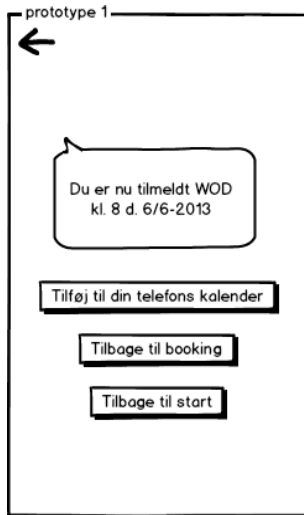 prototype 1
Du er nu tilmeldt WOD
kl. 8 d. 6/6-2013
Tilføj til din telefons kalender
Tilbage til booking
Tilbage til start